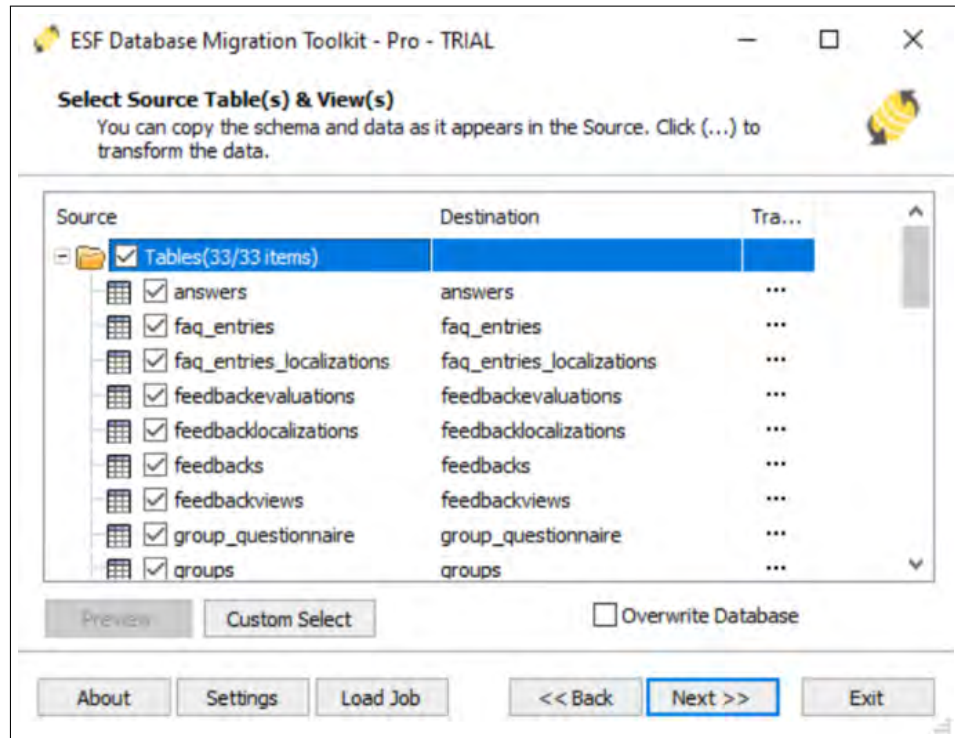 ESF Database Migration Toolkit - Pro - TRIAL
Select Source Table(s) & View(s)
You can copy the schema and data as it appears in the Source. Click (...) to
transform the data.
Source Destination Tra...
Tables(33/33 items)
answers answers ...
faq_entries faq_entries ...
faq_entries_localizations faq_entries_localizations ...
feedbackevaluations feedbackevaluations ...
feedbacklocalizations feedbacklocalizations ...
feedbacks feedbacks ...
feedbackviews feedbackviews ...
group_questionnaire group_questionnaire ...
groups groups ...
Preview Custom Select Overwrite Database
About Settings Load Job << Back Next >> Exit